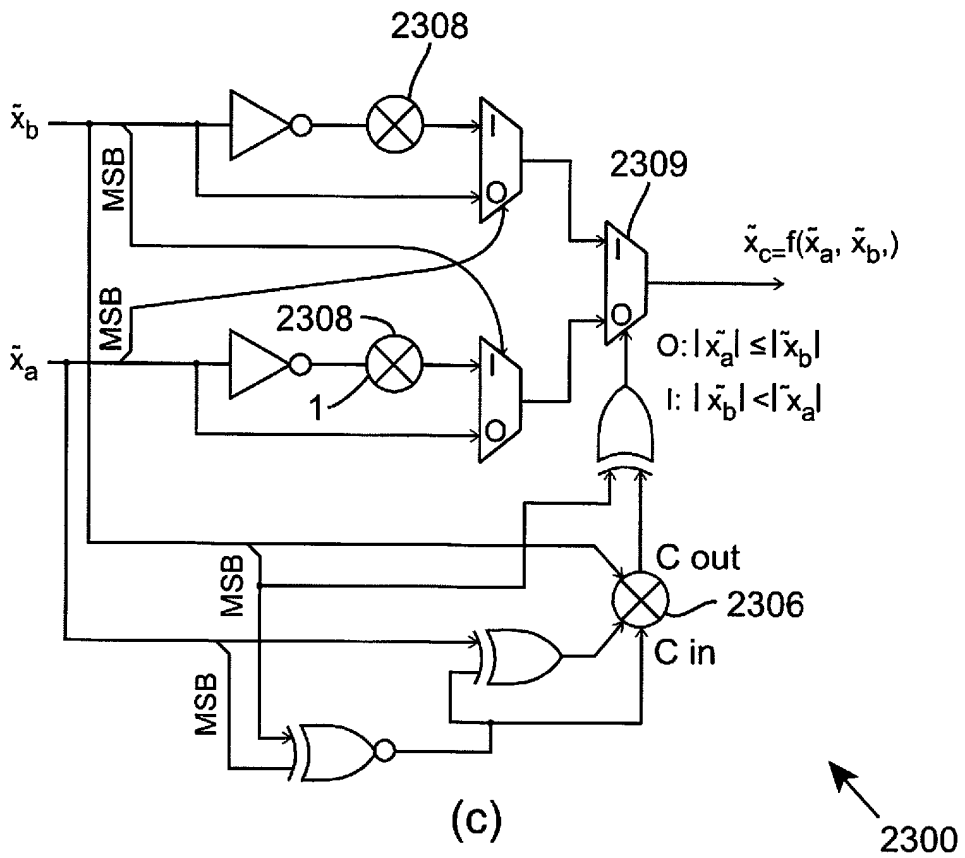 2308
x̃b
MSB
I
O
2309
I
O
x̃c=f(x̃a, x̃b,)
MSB
2308
x̃a
1
I
O
O: |x̃a| ≤ |x̃b|
I: |x̃b| < |x̃a|
MSB
C out
2306
C in
MSB
(c)
2300